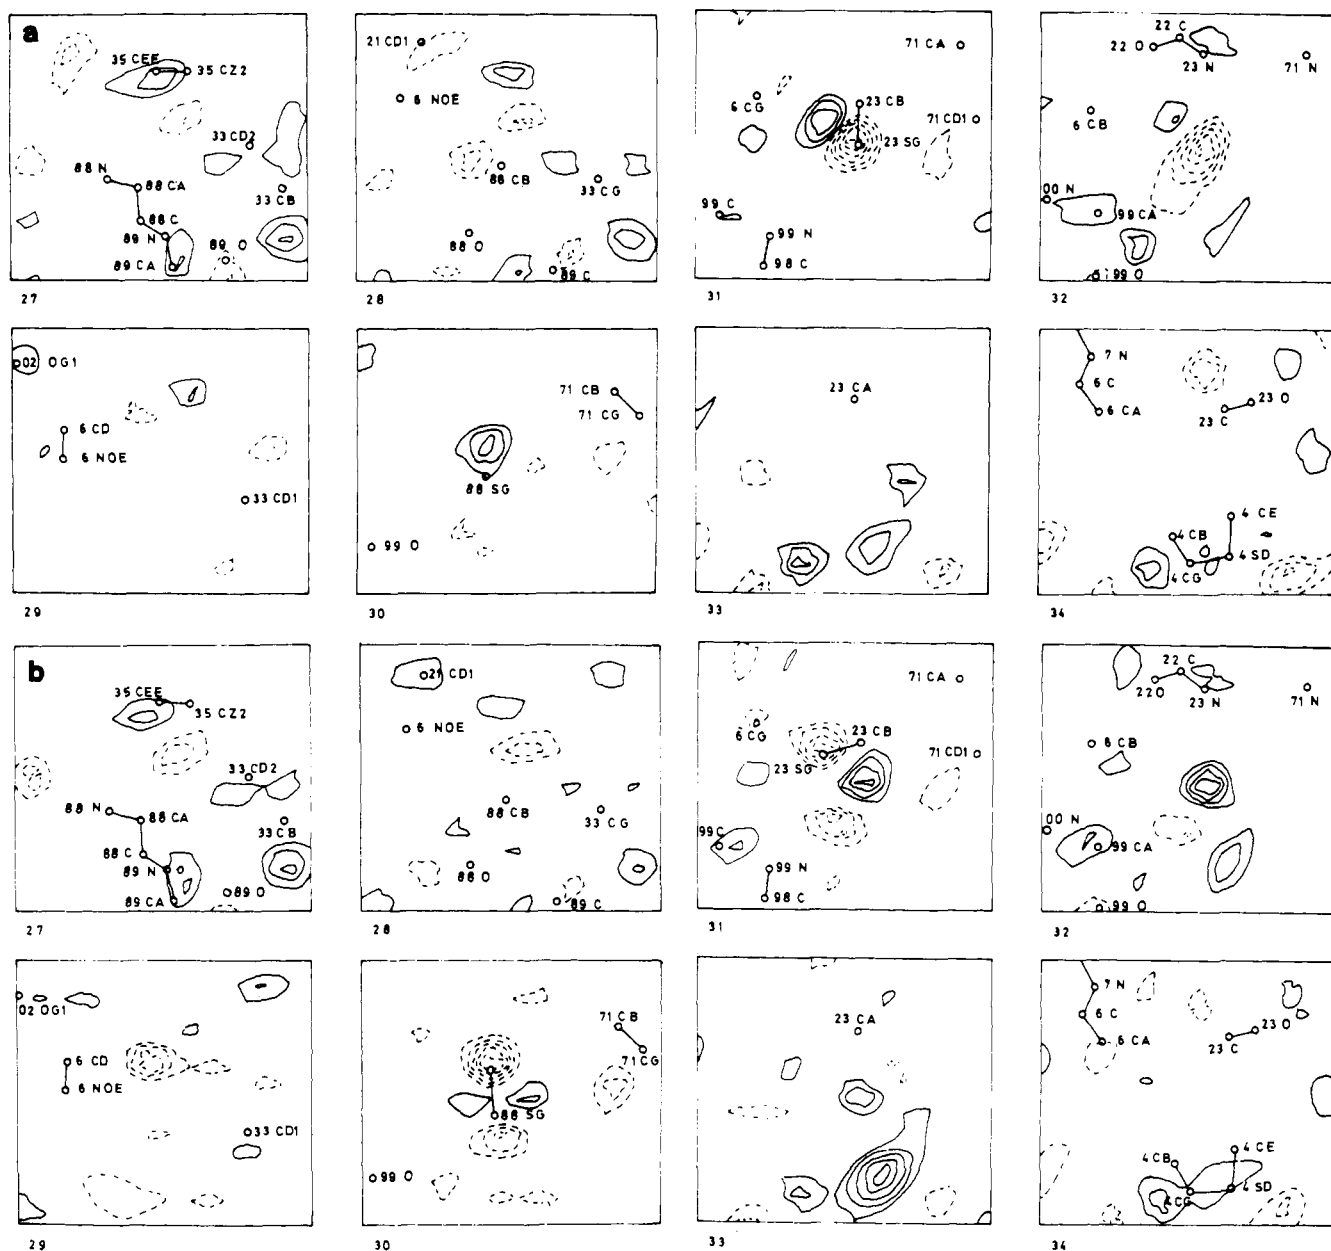 a
35 CEE 35 CZ2
33 CD2
88 N 88 CA
33 CB
88 C
89 N 89 O
89 CA
27
21 CD1
6 NOE
88 CB 33 CG
88 O
89 C
28
71 CA
6 CG 23 CB
71 CD1
23 SG
99 C
99 N
98 C
31
22 C
22 O 23 N 71 N
6 CB
00 N
99 CA
99 O
32
02 OG1
6 CD
6 NOE
33 CD1
29
71 CB
71 CG
88 SG
99 O
30
23 CA
33
7 N
6 C 23 O
6 CA 23 C
4 CE
4 CB
4 SD
4 CG
34
b
35 CEE
35 CZ2
33 CD2
88 N 88 CA
33 CB
88 C
89 N
89 O
89 CA
27
21 CD1
6 NOE
88 CB 33 CG
88 O
89 C
28
71 CA
6 CG 23 CB
23 SG 71 CD1
99 C
99 N
98 C
31
22 C
22 O 23 N 71 N
6 CB
00 N
99 CA
99 O
32
02 OG1
6 CD
6 NOE
33 CD1
29
71 CB
71 CG
88 SG
99 O
30
23 CA
33
7 N
6 C 23 O
6 CA 23 C
4 CB 4 CE
4 CG 4 SD
34